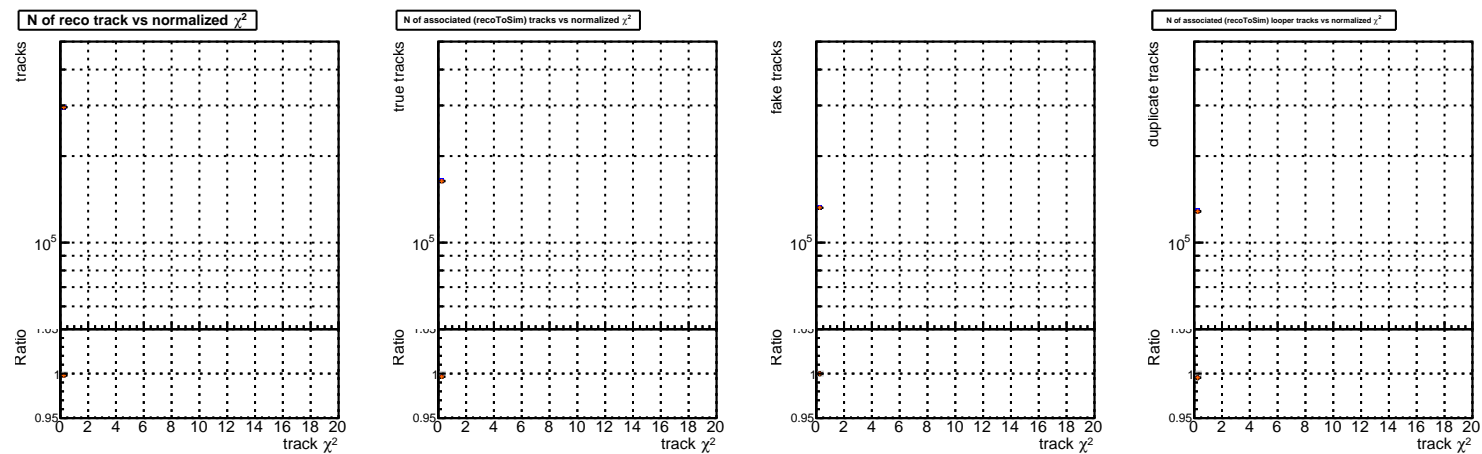 N of reco track vs normalized χ²
tracks
10⁵
Ratio
1
0.95
0 2 4 6 8 10 12 14 16 18 20
track χ²
N of associated (recoToSim) tracks vs normalized χ²
true tracks
10⁵
Ratio
1
0.95
0 2 4 6 8 10 12 14 16 18 20
track χ²
fake tracks
10⁵
Ratio
1
0.95
0 2 4 6 8 10 12 14 16 18 20
track χ²
N of associated (recoToSim) looper tracks vs normalized χ²
duplicate tracks
10⁵
Ratio
1
0.95
0 2 4 6 8 10 12 14 16 18 20
track χ²